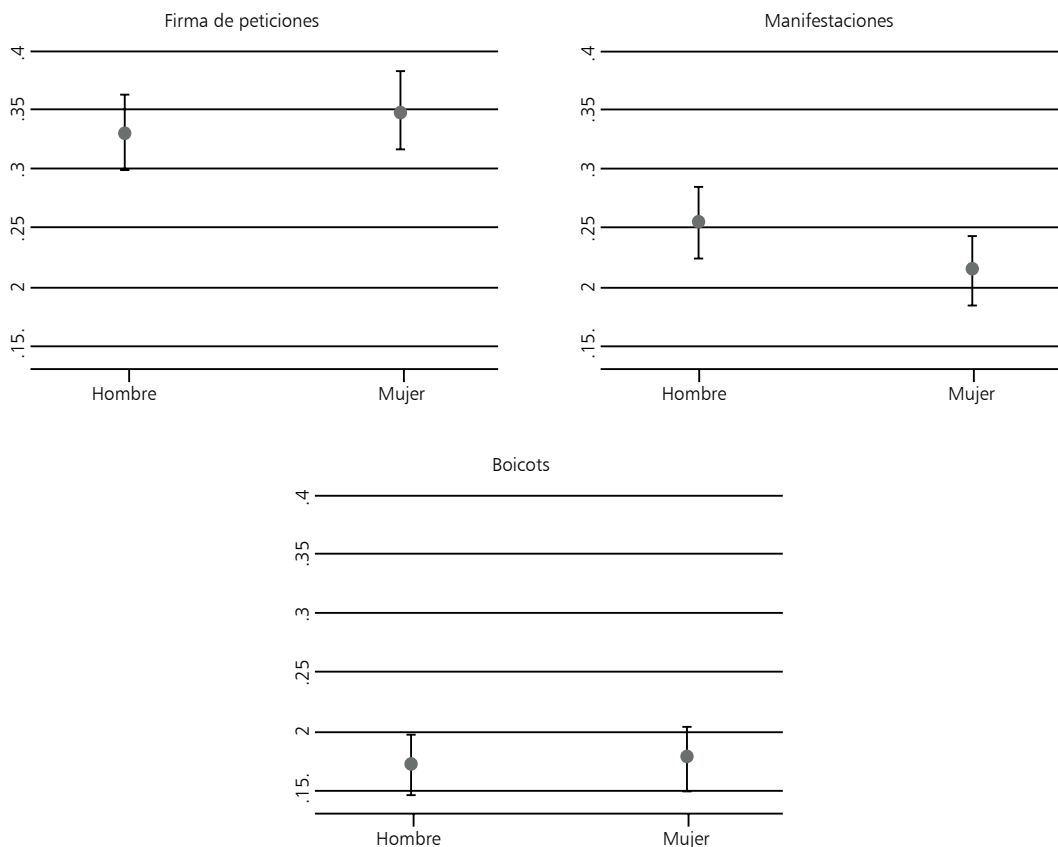 Firma de peticiones
.4
.35
.3
.25
2
.15.
Hombre
Mujer
Manifestaciones
.4
.35
.3
.25
2
.15.
Hombre
Mujer
Boicots
.4
.35
.3
.25
2
.15.
Hombre
Mujer